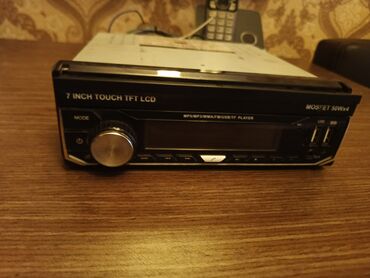 7 INCH TOUCH TFT LCD
MOSFET 50Wx4
MP5/MP3/WMA/FM/USB/TF PLAYER
MODE